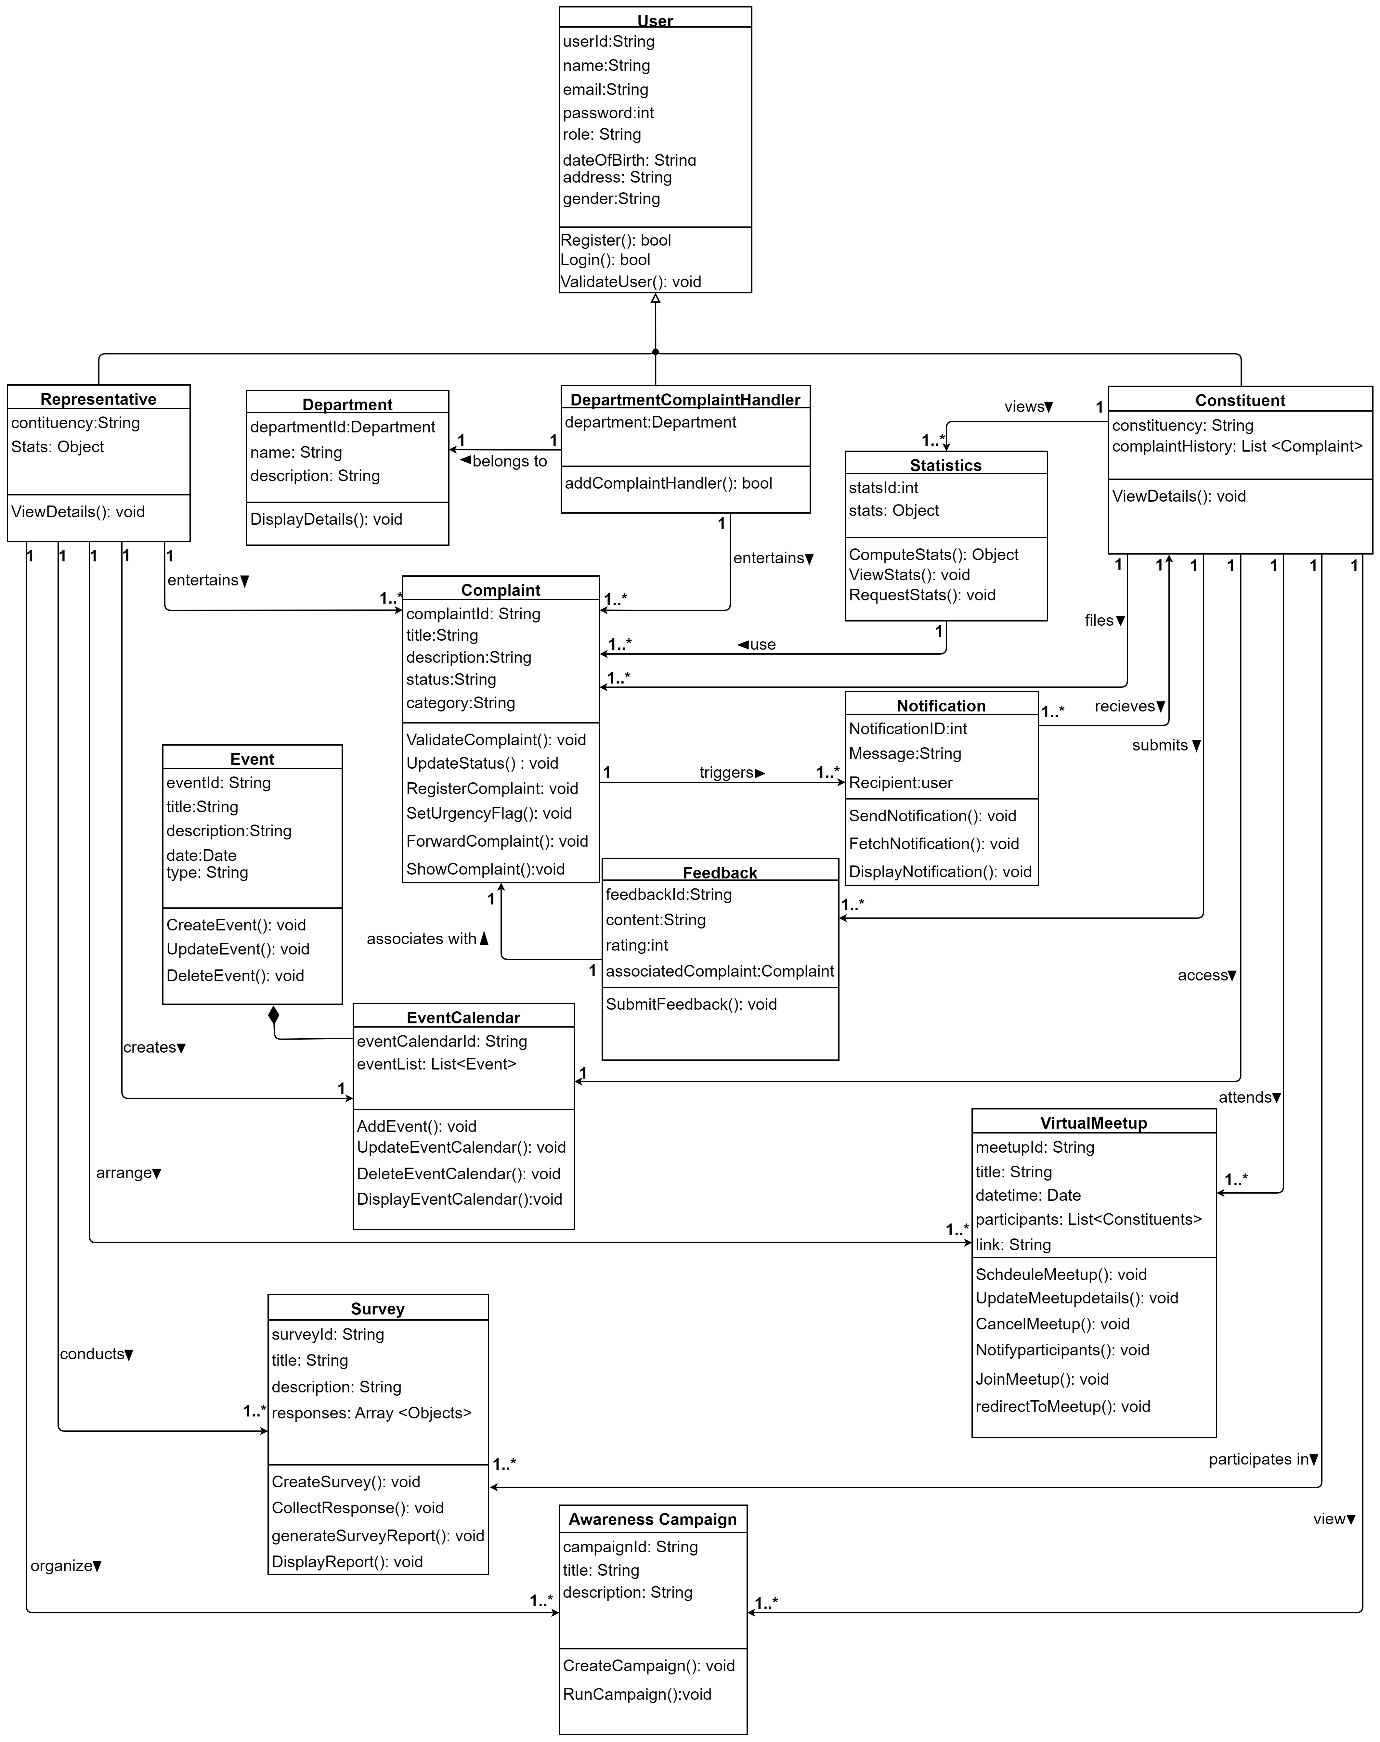 User
userId:String
name:String
email:String
password:int
role: String
dateOfBirth: String
address: String
gender:String
Register(): bool
Login(): bool
ValidateUser(): void
Representative
contituency:String
Stats: Object
ViewDetails(): void
Department
departmentId:Department
name: String
description: String
DisplayDetails(): void
1
1
◄belongs to
DepartmentComplaintHandler
department:Department
addComplaintHandler(): bool
views▼
1
1..*
Constituent
constituency: String
complaintHistory: List <Complaint>
ViewDetails(): void
Statistics
statsId:int
stats: Object
ComputeStats(): Object
ViewStats(): void
RequestStats(): void
1
1
1
1
1
entertains▼
1..*
1
entertains▼
1..*
1
◄use
1..*
1
1
1
1
1
1
1
files▼
1..*
Complaint
complaintId: String
title:String
description:String
status:String
category:String
ValidateComplaint(): void
UpdateStatus() : void
RegisterComplaint: void
SetUrgencyFlag(): void
ForwardComplaint(): void
ShowComplaint():void
1
triggers►
1..*
Notification
NotificationID:int
Message:String
Recipient:user
SendNotification(): void
FetchNotification(): void
DisplayNotification(): void
1..*
recieves▼
submits ▼
1..*
Event
eventId: String
title:String
description:String
date:Date
type: String
CreateEvent(): void
UpdateEvent(): void
DeleteEvent(): void
Feedback
feedbackId:String
content:String
rating:int
associatedComplaint:Complaint
SubmitFeedback(): void
1
associates with▲
1
access▼
1
EventCalendar
eventCalendarId: String
eventList: List<Event>
AddEvent(): void
UpdateEventCalendar(): void
DeleteEventCalendar(): void
DisplayEventCalendar():void
creates▼
1
attends▼
1..*
VirtualMeetup
meetupId: String
title: String
datetime: Date
participants: List<Constituents>
link: String
SchdeuleMeetup(): void
UpdateMeetupdetails(): void
CancelMeetup(): void
Notifyparticipants(): void
JoinMeetup(): void
redirectToMeetup(): void
arrange▼
1..*
Survey
surveyId: String
title: String
description: String
responses: Array <Objects>
CreateSurvey(): void
CollectResponse(): void
generateSurveyReport(): void
DisplayReport(): void
conducts▼
1..*
participates in▼
1..*
Awareness Campaign
campaignId: String
title: String
description: String
CreateCampaign(): void
RunCampaign():void
organize▼
1..*
view▼
1..*